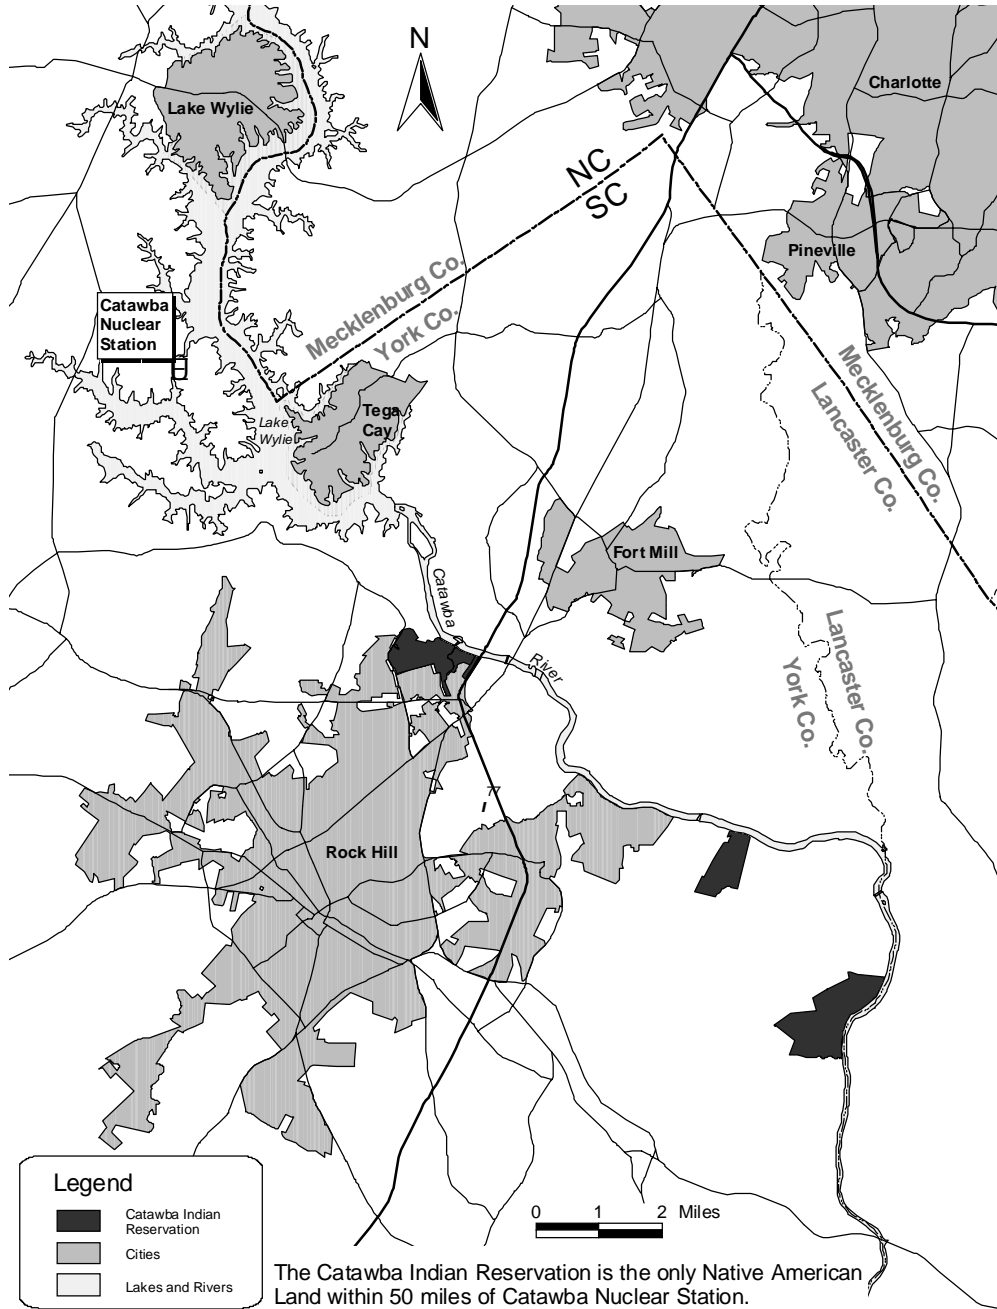 N
Charlotte
Lake Wylie
NC
SC
Pineville
Mecklenburg Co.
York Co.
Catawba
Nuclear
Station
Mecklenburg Co.
Lancaster Co.
Tega
Cay
Lake
Wylie
Fort Mill
Catawba
River
Lancaster Co.
York Co.
77
Rock Hill
Legend
Catawba Indian
Reservation
Cities
Lakes and Rivers
0 1 2 Miles
The Catawba Indian Reservation is the only Native American
Land within 50 miles of Catawba Nuclear Station.